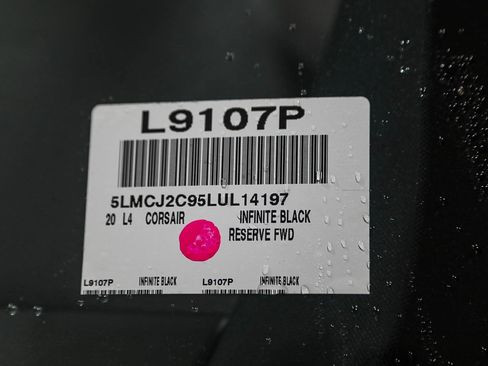 L9107P
5LMCJ2C95LUL14197
20 L4 CORSAIR INFINITE BLACK
RESERVE FWD
L9107P INFINITE BLACK L9107P INFINITE BLACK